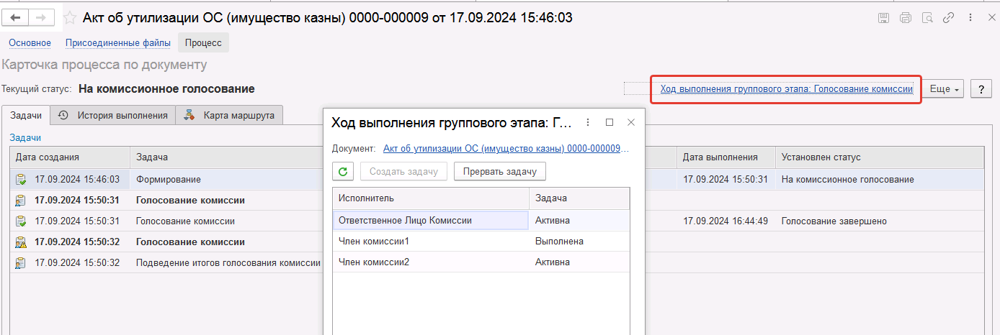 Акт об утилизации ОС (имущество казны) 0000-000009 от 17.09.2024 15:46:03
Основное Присоединенные файлы Процесс
Карточка процесса по документу
Текущий статус: На комиссионное голосование Ход выполнения группового этапа: Голосование комиссии Еще ?
Задачи История выполнения Карта маршрута
Задачи
Дата создания Задача Дата выполнения Установлен статус
17.09.2024 15:46:03 Формирование 17.09.2024 15:50:31 На комиссионное голосование
17.09.2024 15:50:31 Голосование комиссии
17.09.2024 15:50:31 Голосование комиссии 17.09.2024 16:44:49 Голосование завершено
17.09.2024 15:50:32 Голосование комиссии
17.09.2024 15:50:32 Подведение итогов голосования комиссии
Ход выполнения группового этапа: Г...
Документ: Акт об утилизации ОС (имущество казны) 0000-000009...
Создать задачу Прервать задачу
Исполнитель Задача
Ответственное Лицо Комиссии Активна
Член комиссии1 Выполнена
Член комиссии2 Активна